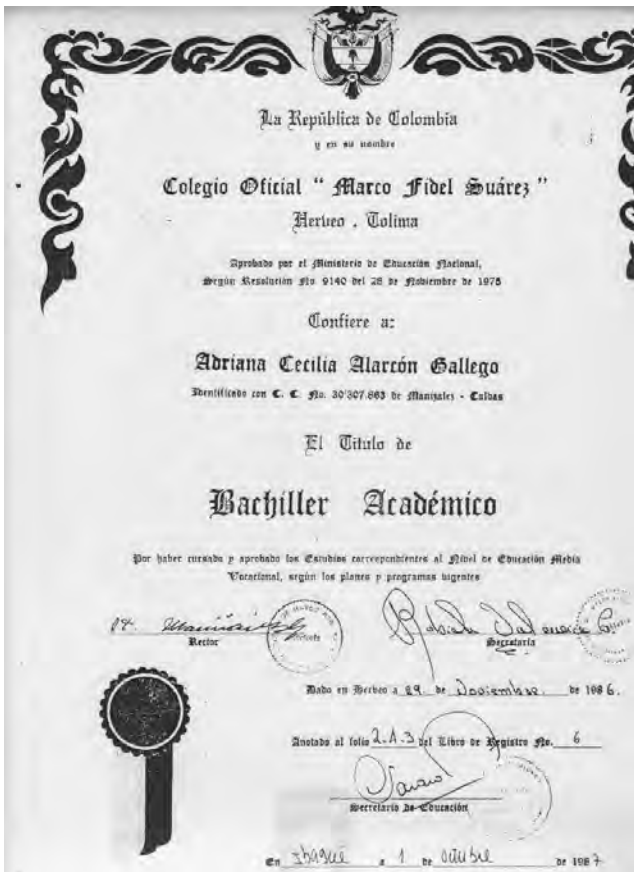 La República de Colombia
y en su nombre
Colegio Oficial " Marco Fidel Suárez "
Herveo . Tolima
Aprobado por el Ministerio de Educación Nacional,
Según Resolución No. 9140 del 28 de Noviembre de 1975
Confiere a:
Adriana Cecilia Alarcón Gallego
Identificado con C. C. No. 30'307.863 de Manizales - Caldas
El Titulo de
Bachiller Académico
Por haber cursado y aprobado los Estudios correspondientes al Nivel de Educación Media
Vocacional, según los planes y programas vigentes
Rector
Secretaria
Dado en Herveo a 29 de Noviembre de 1986.
Anotado al folio 2.1.3 del Libro de Registro No. 6
Secretario de Educación
En Ibagué a 1 de Octubre de 1987